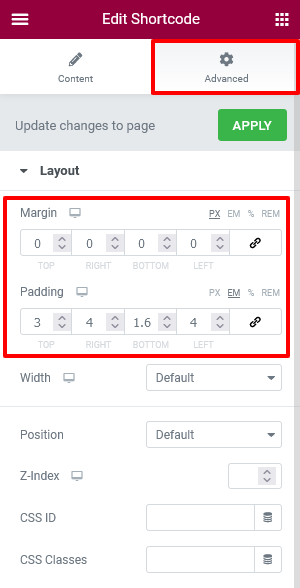 Edit Shortcode
Content
Advanced
Update changes to page
APPLY
Layout
Margin
PX EM % REM
0 0 0 0
TOP RIGHT BOTTOM LEFT
Padding
PX EM % REM
3 4 1.6 4
TOP RIGHT BOTTOM LEFT
Width
Default
Position
Default
Z-Index
CSS ID
CSS Classes